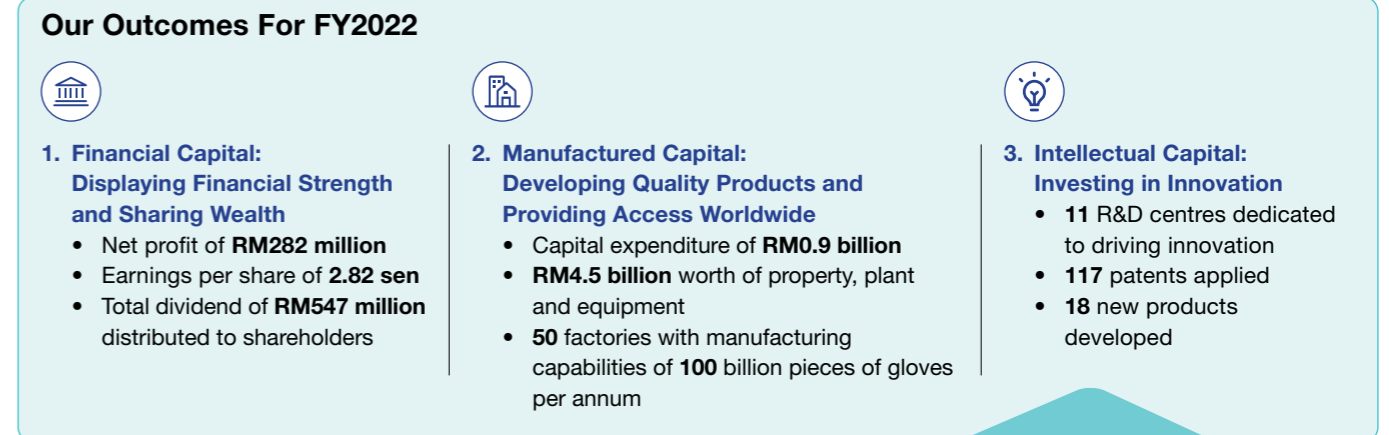 Our Outcomes For FY2022
1. Financial Capital:
Displaying Financial Strength
and Sharing Wealth
• Net profit of RM282 million
• Earnings per share of 2.82 sen
• Total dividend of RM547 million
distributed to shareholders
2. Manufactured Capital:
Developing Quality Products and
Providing Access Worldwide
• Capital expenditure of RM0.9 billion
• RM4.5 billion worth of property, plant
and equipment
• 50 factories with manufacturing
capabilities of 100 billion pieces of gloves
per annum
3. Intellectual Capital:
Investing in Innovation
• 11 R&D centres dedicated
to driving innovation
• 117 patents applied
• 18 new products
developed